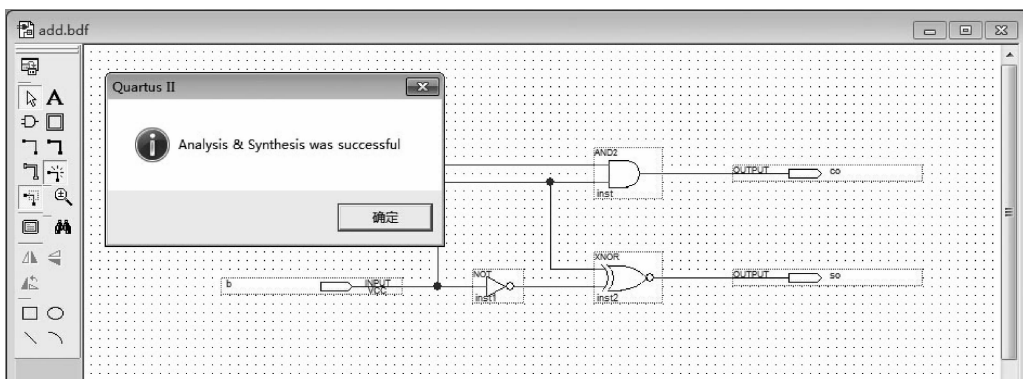 add.bdf
Quartus II
Analysis & Synthesis was successful
确定
A
AND2
inst
OUTPUT
co
b
INPUT
VCC
NOT
inst1
XNOR
inst2
OUTPUT
so